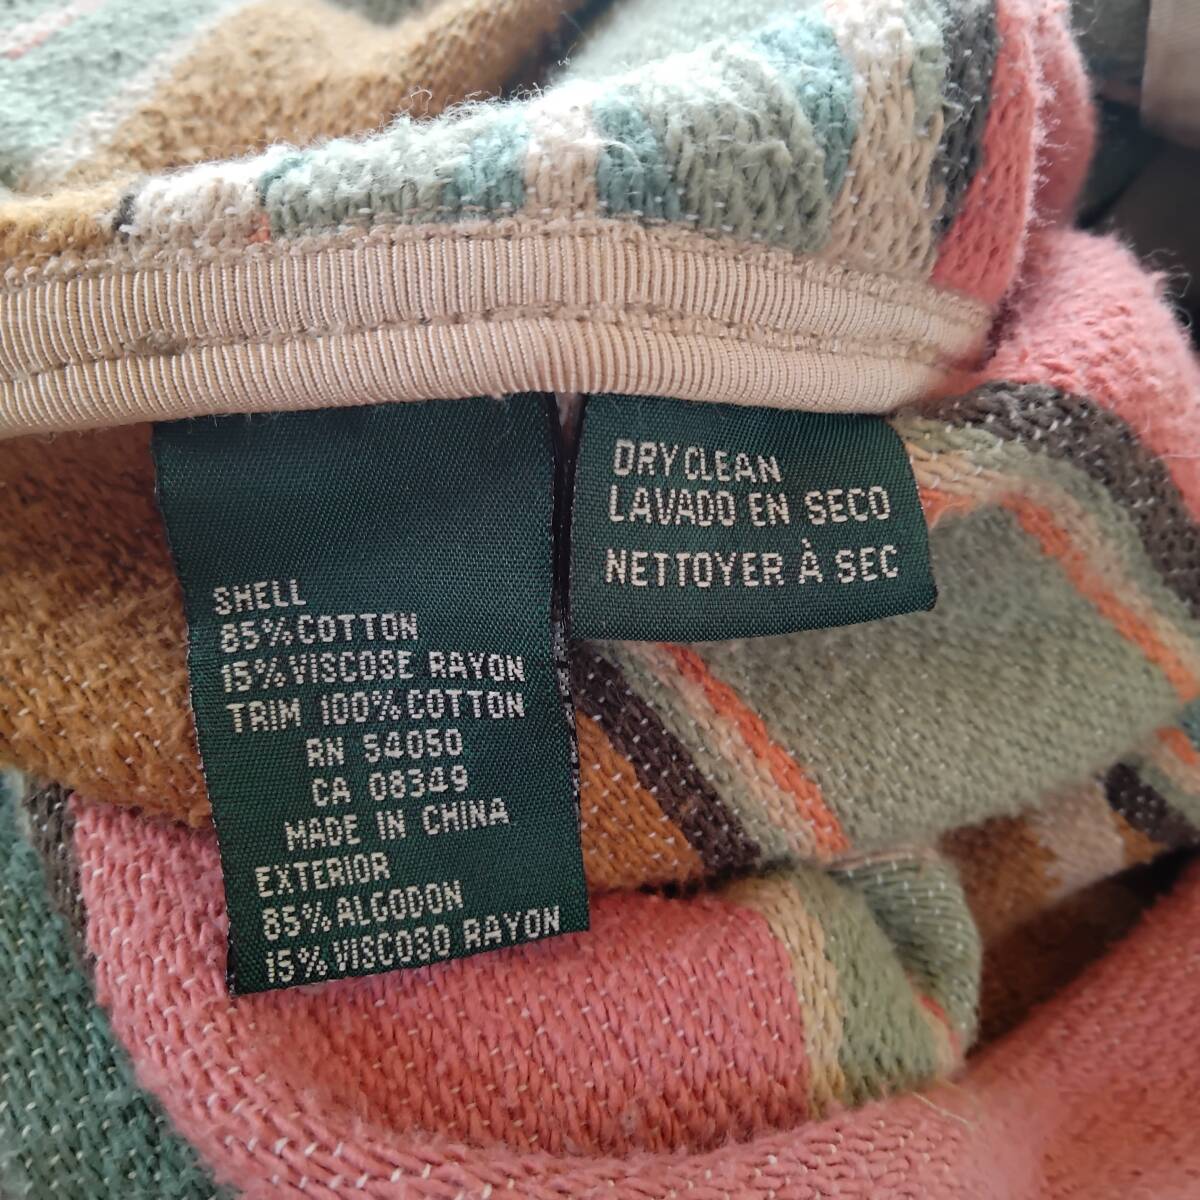 SHELL
85% COTTON
15% VISCOSE RAYON
TRIM 100% COTTON
RN 54050
CA 08349
MADE IN CHINA
EXTERIOR
85% ALGODON
15% VISCOSO RAYON
DRY CLEAN
LAVADO EN SECO
NETTOYER À SEC